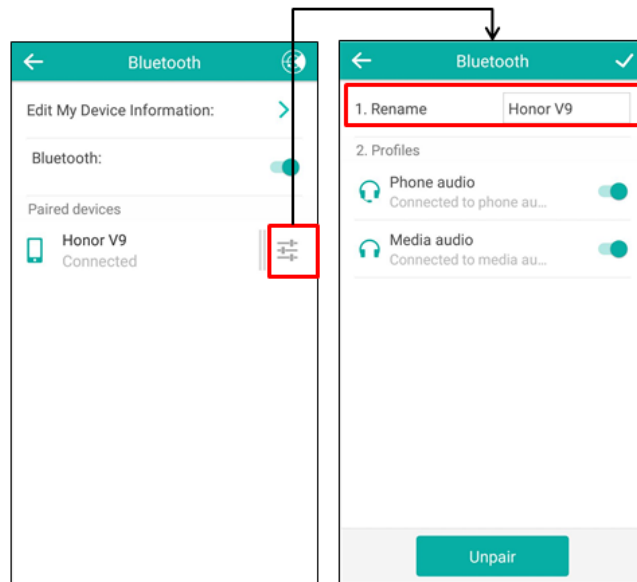 Bluetooth
Edit My Device Information:
Bluetooth:
Paired devices
Honor V9
Connected
Bluetooth
1. Rename Honor V9
2. Profiles
Phone audio
Connected to phone au...
Media audio
Connected to media au...
Unpair